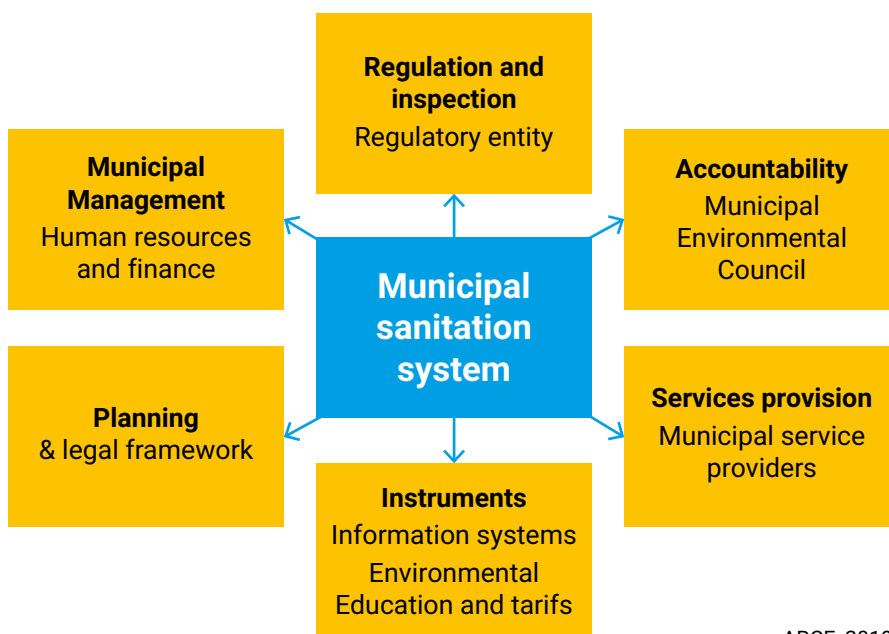 Regulation and
inspection
Regulatory entity
Municipal
Management
Human resources
and finance
Accountability
Municipal
Environmental
Council
Municipal
sanitation
system
Planning
& legal framework
Services provision
Municipal service
providers
Instruments
Information systems
Environmental
Education and tarifs